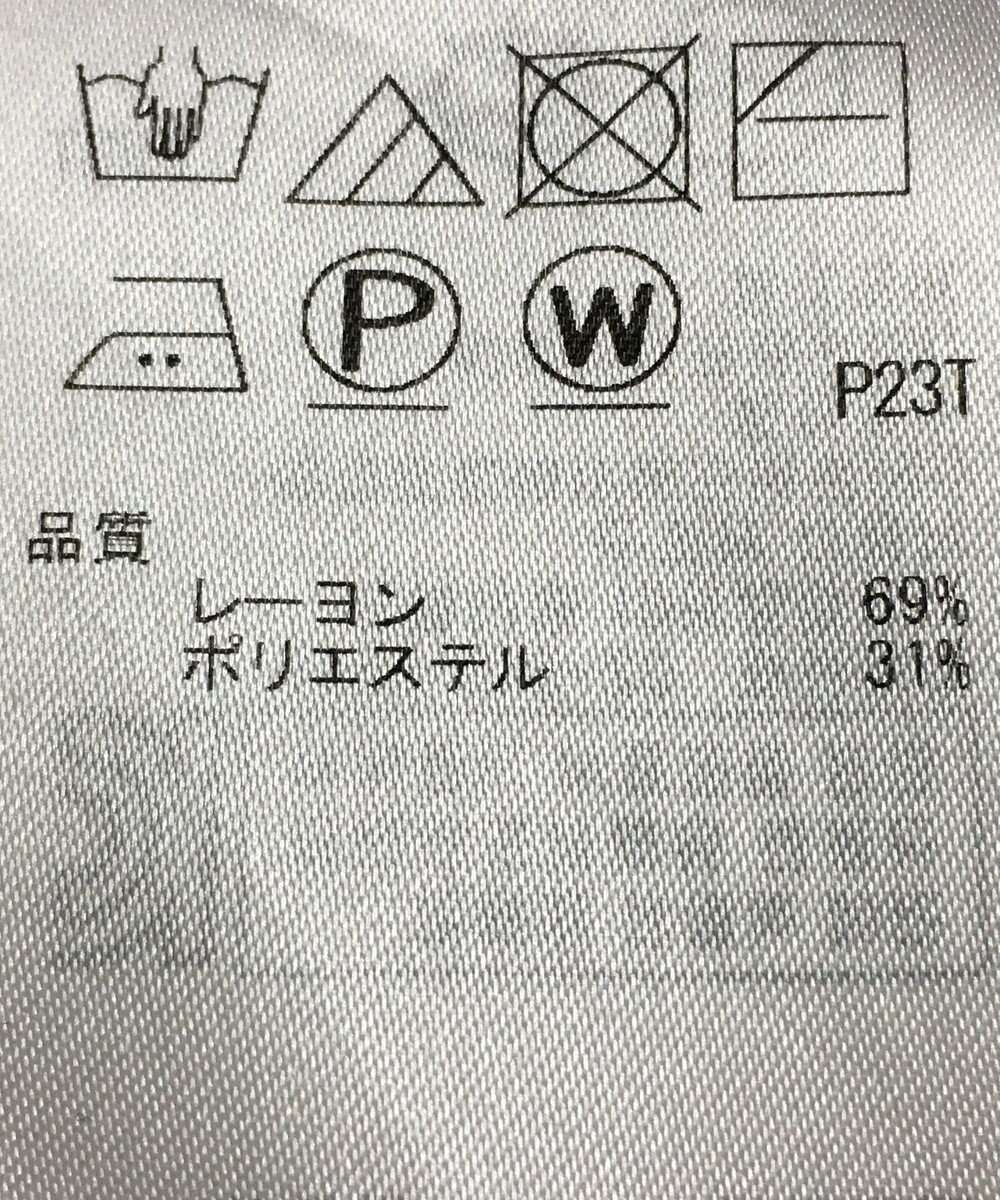 P W
P23T
品質
レーヨン 69%
ポリエステル 31%